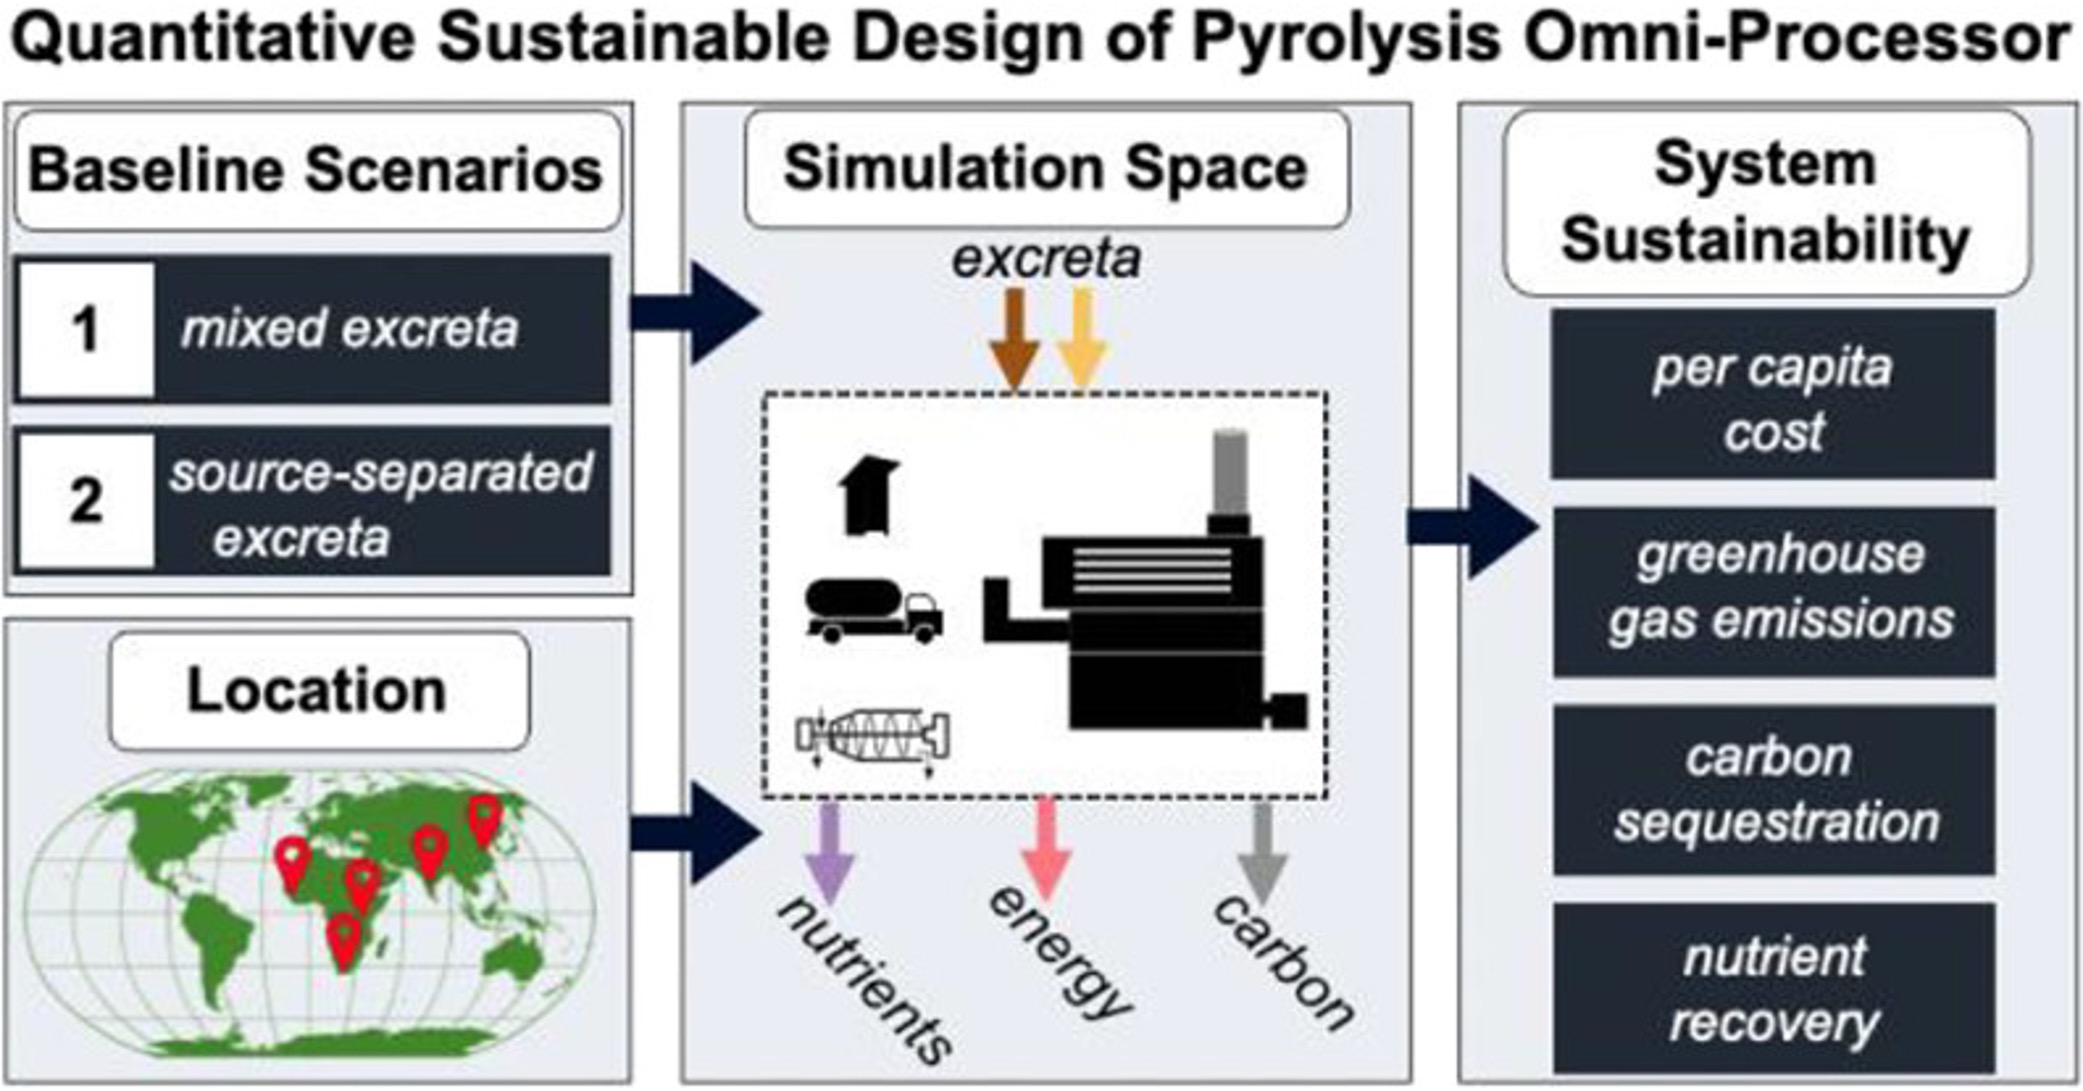 Quantitative Sustainable Design of Pyrolysis Omni-Processor
Baseline Scenarios
1
mixed excreta
2
source-separated
excreta
Location
Simulation Space
excreta
nutrients
energy
carbon
System
Sustainability
per capita
cost
greenhouse
gas emissions
carbon
sequestration
nutrient
recovery